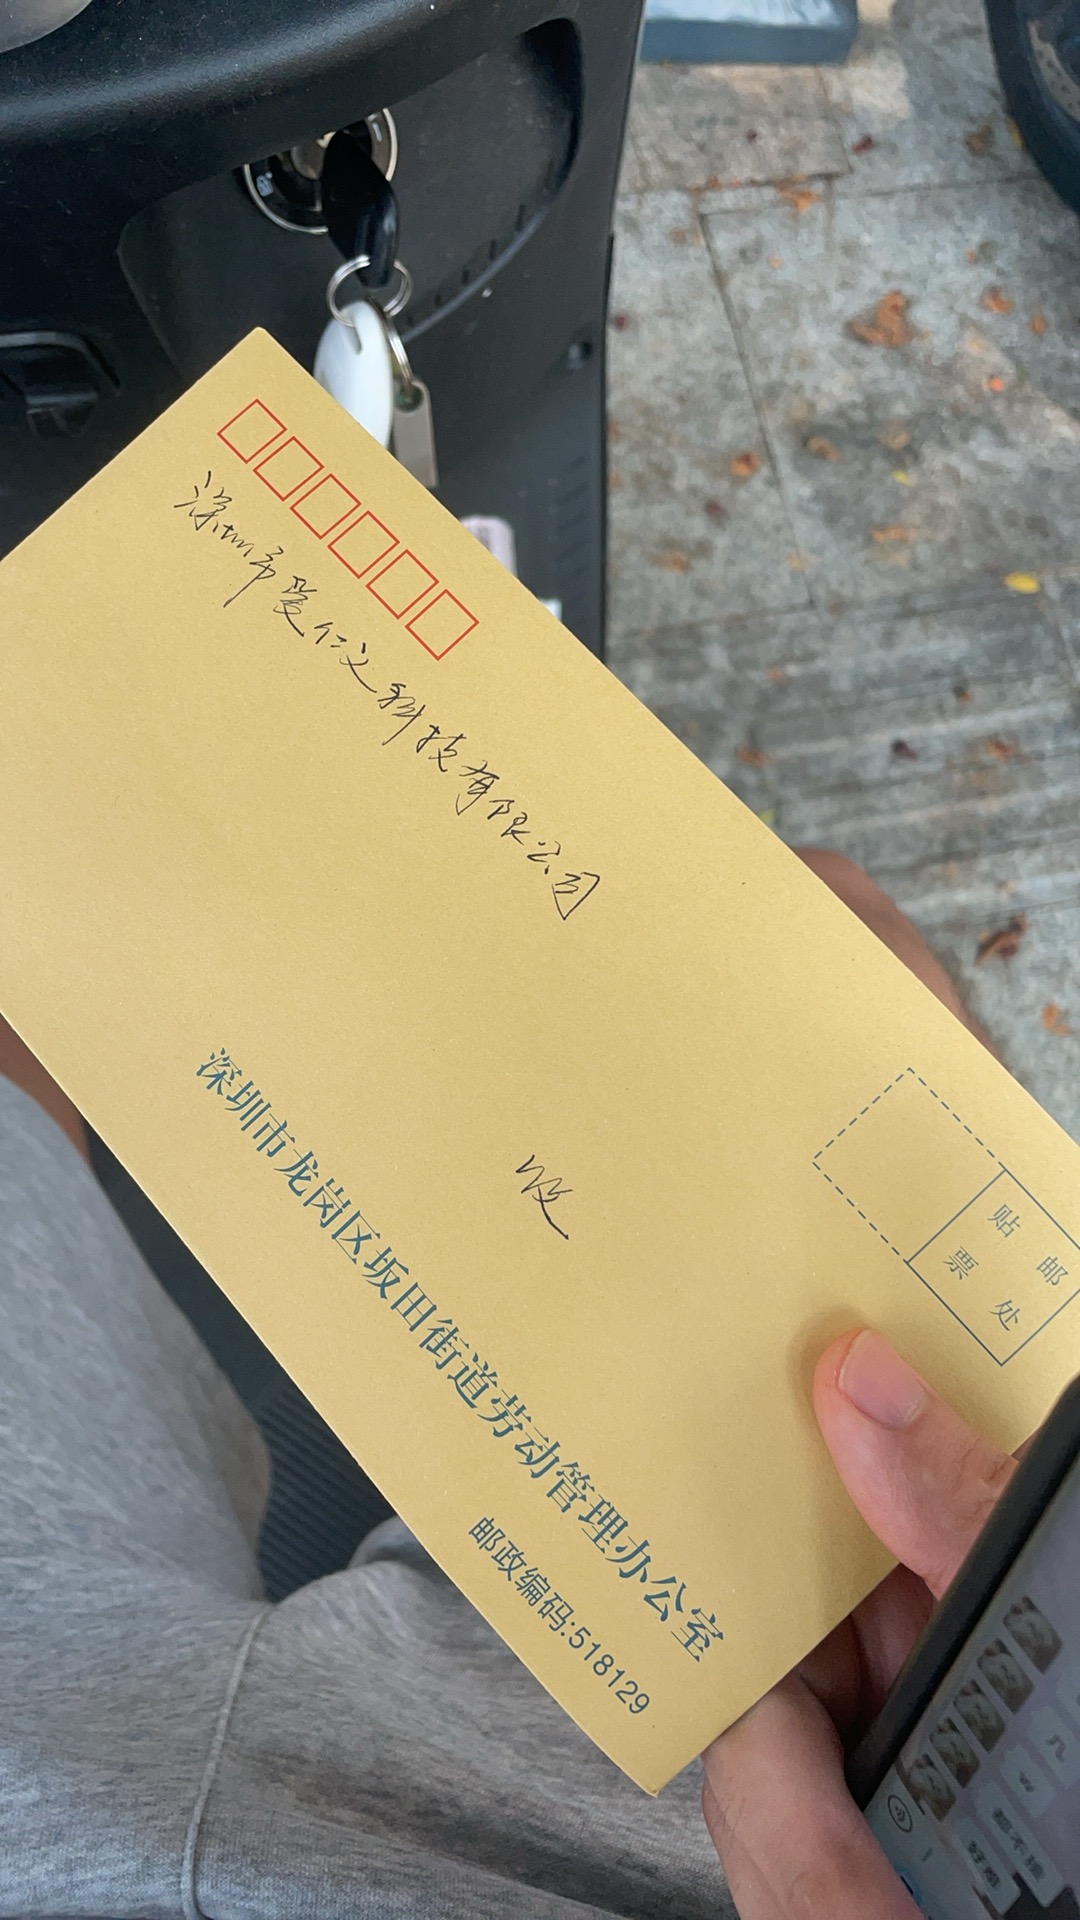 深圳市爱仁义科技有限公司
收
贴邮
票处
深圳市龙岗区坂田街道劳动管理办公室
邮政编码:518129